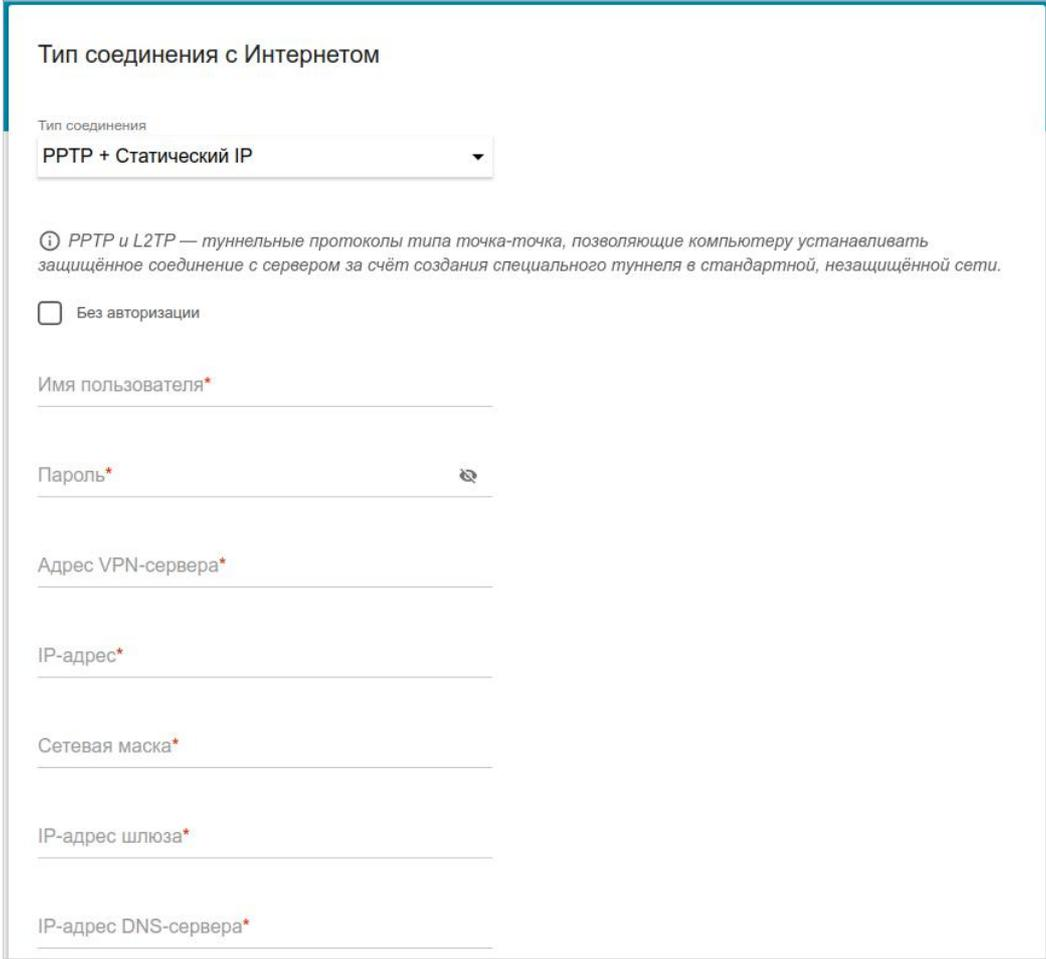 Тип соединения с Интернетом
Тип соединения
PPTP + Статический IP
PPTP и L2TP — туннельные протоколы типа точка-точка, позволяющие компьютеру устанавливать
защищённое соединение с сервером за счёт создания специального туннеля в стандартной, незащищённой сети.
Без авторизации
Имя пользователя*
Пароль*
Адрес VPN-сервера*
IP-адрес*
Сетевая маска*
IP-адрес шлюза*
IP-адрес DNS-сервера*